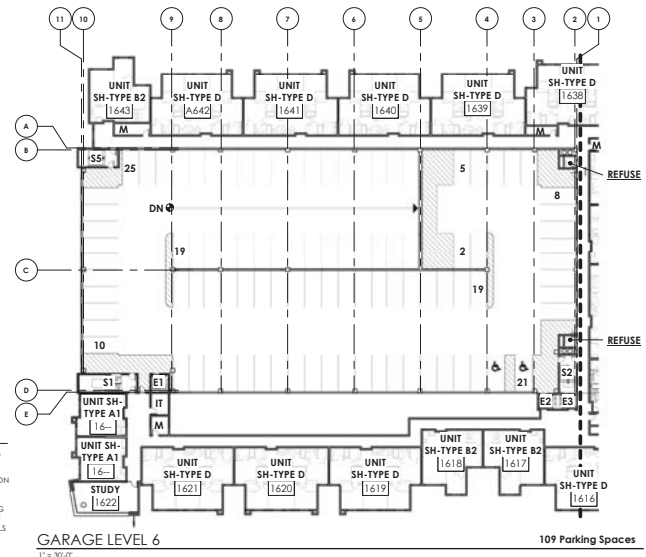 11 10 9 8 7 6 5 4 3 2 1
UNIT
SH-TYPE B2
1643
UNIT
SH-TYPE D
A642
UNIT
SH-TYPE D
1641
UNIT
SH-TYPE D
1640
UNIT
SH-TYPE D
1639
UNIT
SH-TYPE D
1638
A
M
M
B
M
S5
25
5
REFUSE
8
DN
19
2
C
19
10
REFUSE
S1
E1
S2
D
21
E
IT
E2 E3
UNIT SH-
TYPE A1
16--
M
UNIT SH-
TYPE A1
16--
STUDY
1622
UNIT
SH-TYPE D
1621
UNIT
SH-TYPE D
1620
UNIT
SH-TYPE D
1619
UNIT
SH-TYPE B2
1618
UNIT
SH-TYPE B2
1617
UNIT
SH-TYPE D
1616
GARAGE LEVEL 6
109 Parking Spaces
1" = 30'-0"